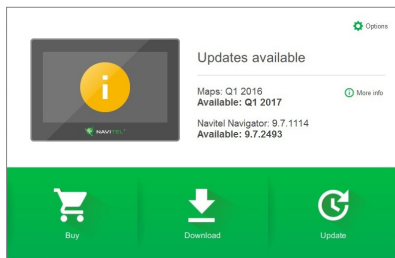 Options
Updates available
Maps: Q1 2016
Available: Q1 2017
More info
Navitel Navigator: 9.7.1114
Available: 9.7.2493
NAVITEL
Buy
Download
Update